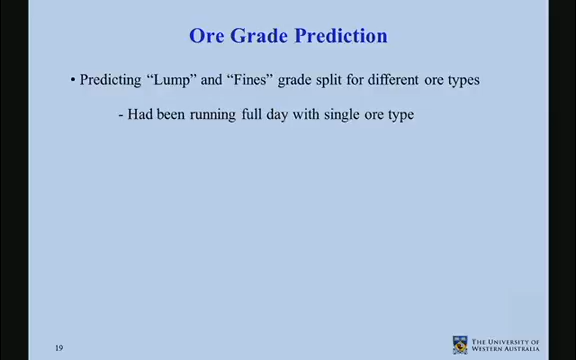 Ore Grade Prediction
• Predicting “Lump” and “Fines” grade split for different ore types
- Had been running full day with single ore type
19
THE UNIVERSITY OF
WESTERN AUSTRALIA